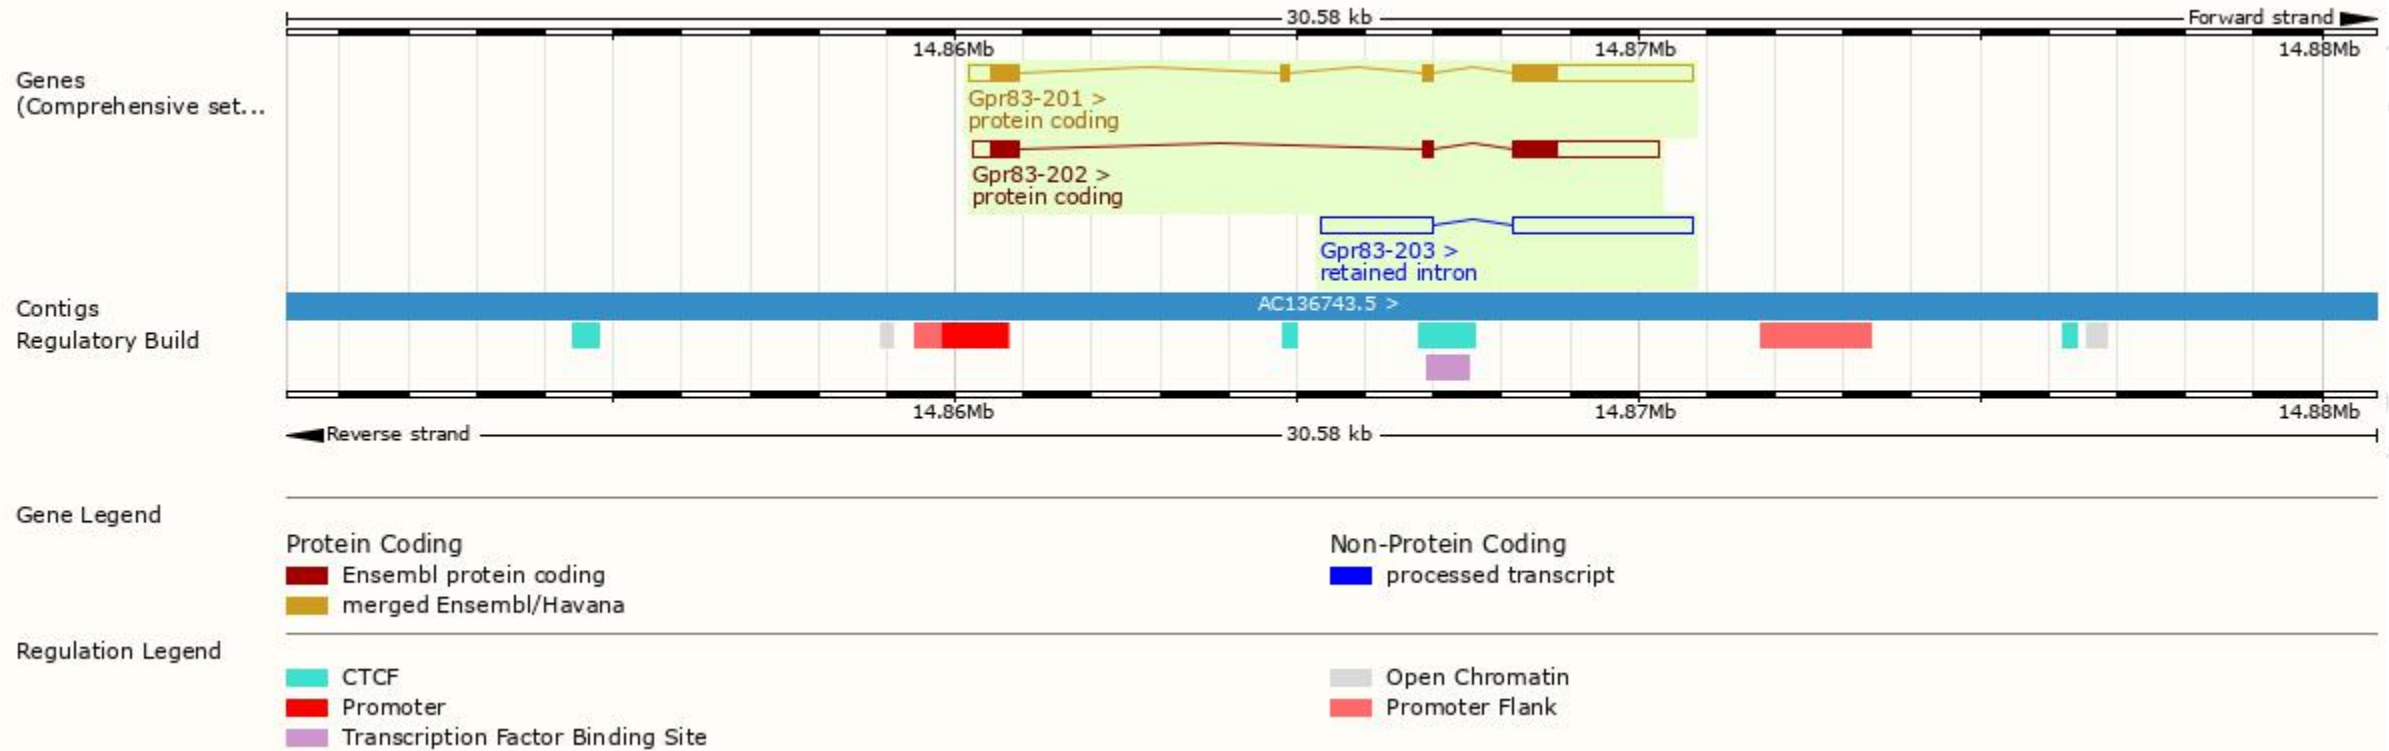 30.58 kb
Forward strand
14.86Mb
14.87Mb
14.88Mb
Genes
(Comprehensive set...
Gpr83-201 >
protein coding
Gpr83-202 >
protein coding
Gpr83-203 >
retained intron
Contigs
AC136743.5 >
Regulatory Build
14.86Mb
14.87Mb
14.88Mb
Reverse strand
30.58 kb
Gene Legend
Protein Coding
Ensembl protein coding
merged Ensembl/Havana
Non-Protein Coding
processed transcript
Regulation Legend
CTCF
Promoter
Transcription Factor Binding Site
Open Chromatin
Promoter Flank